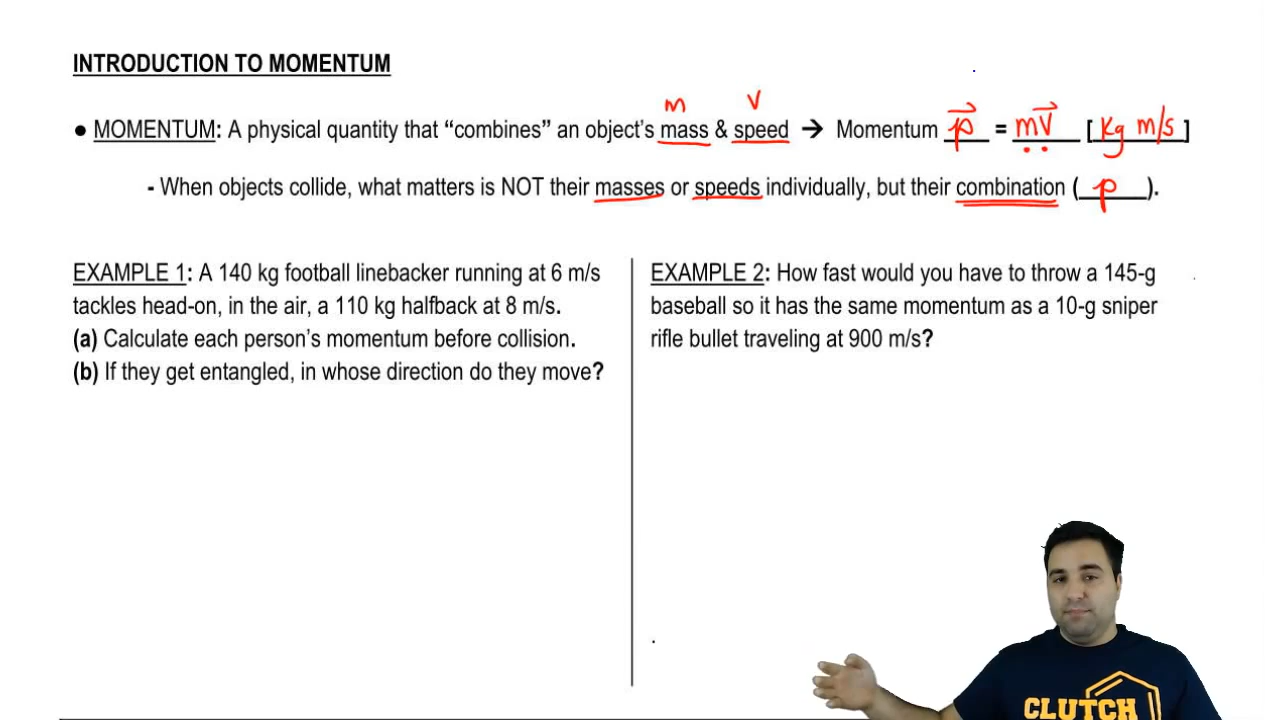 INTRODUCTION TO MOMENTUM
m v
● MOMENTUM: A physical quantity that “combines” an object’s mass & speed → Momentum p = mv [kg m/s]
- When objects collide, what matters is NOT their masses or speeds individually, but their combination (p).
EXAMPLE 1: A 140 kg football linebacker running at 6 m/s
tackles head-on, in the air, a 110 kg halfback at 8 m/s.
(a) Calculate each person’s momentum before collision.
(b) If they get entangled, in whose direction do they move?
EXAMPLE 2: How fast would you have to throw a 145-g
baseball so it has the same momentum as a 10-g sniper
rifle bullet traveling at 900 m/s?
CLUTCH